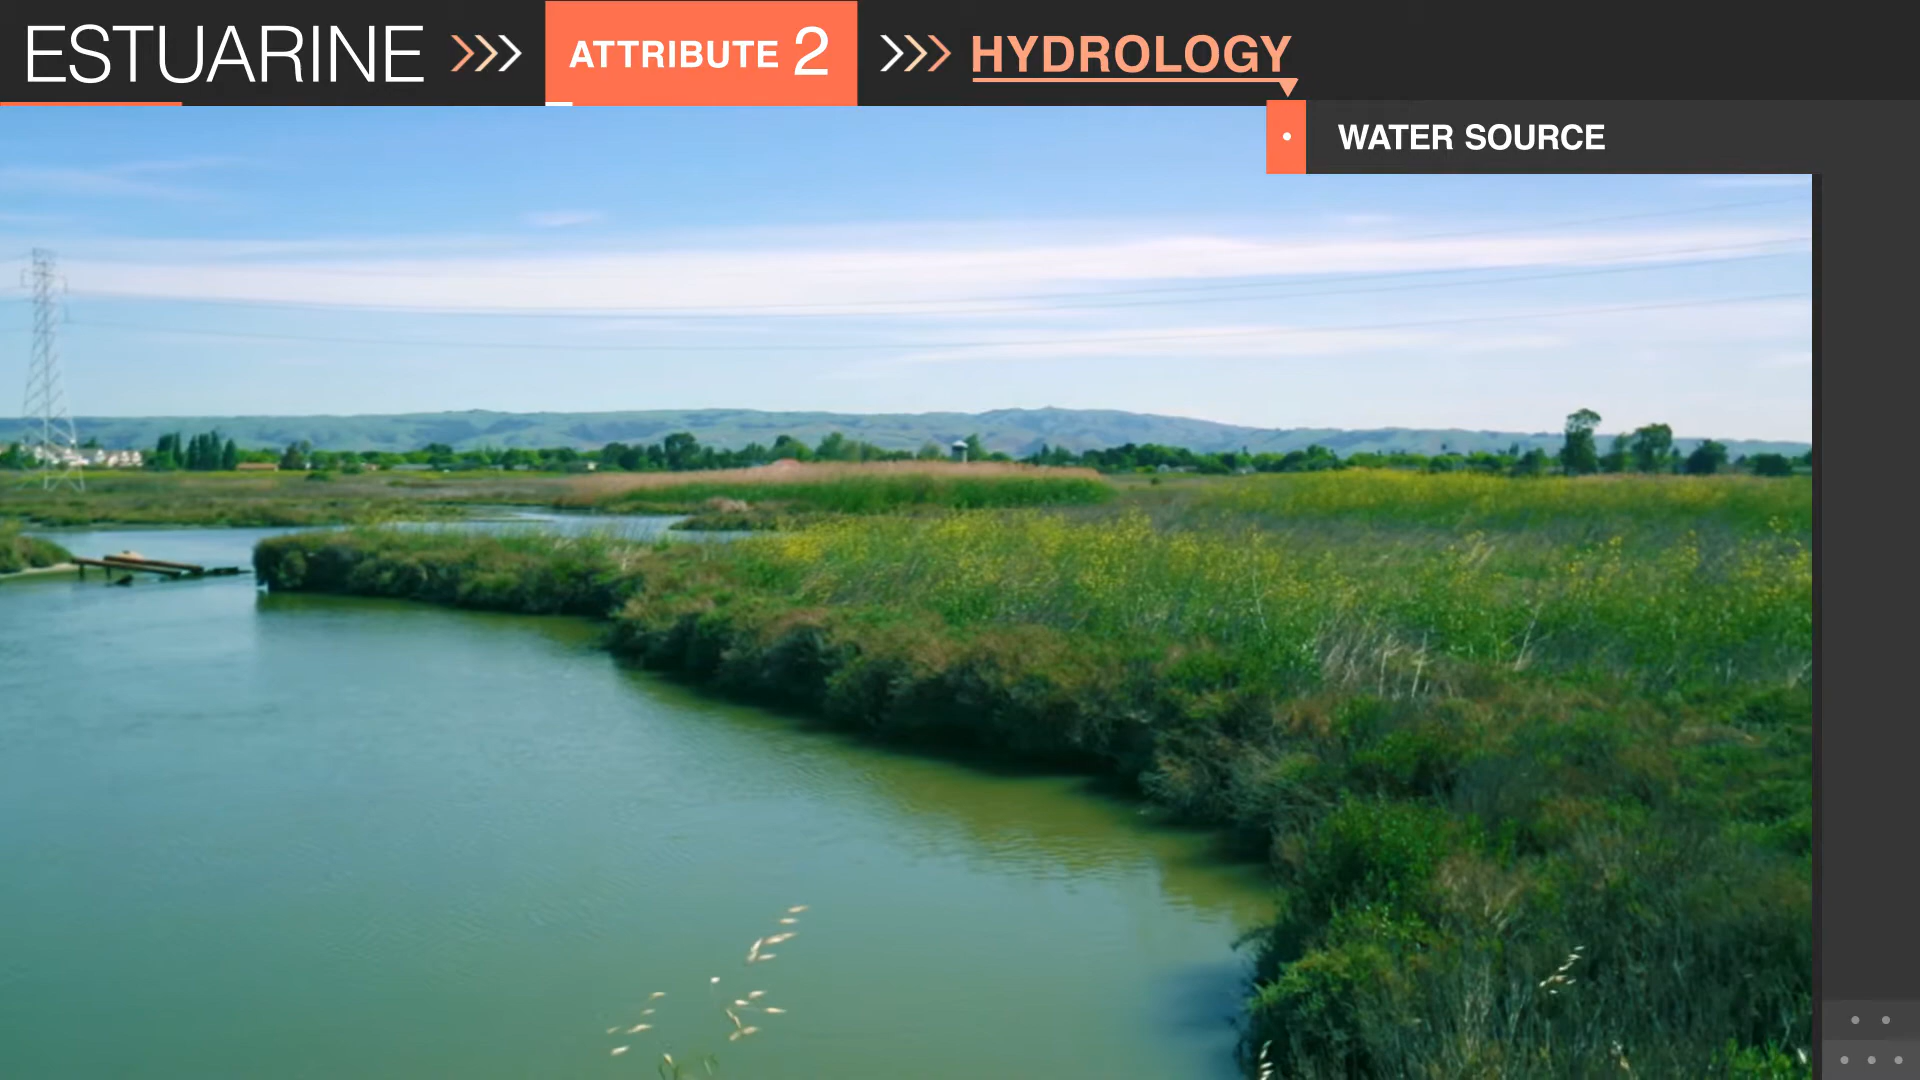 ESTUARINE >>> ATTRIBUTE 2 >>> HYDROLOGY
• WATER SOURCE